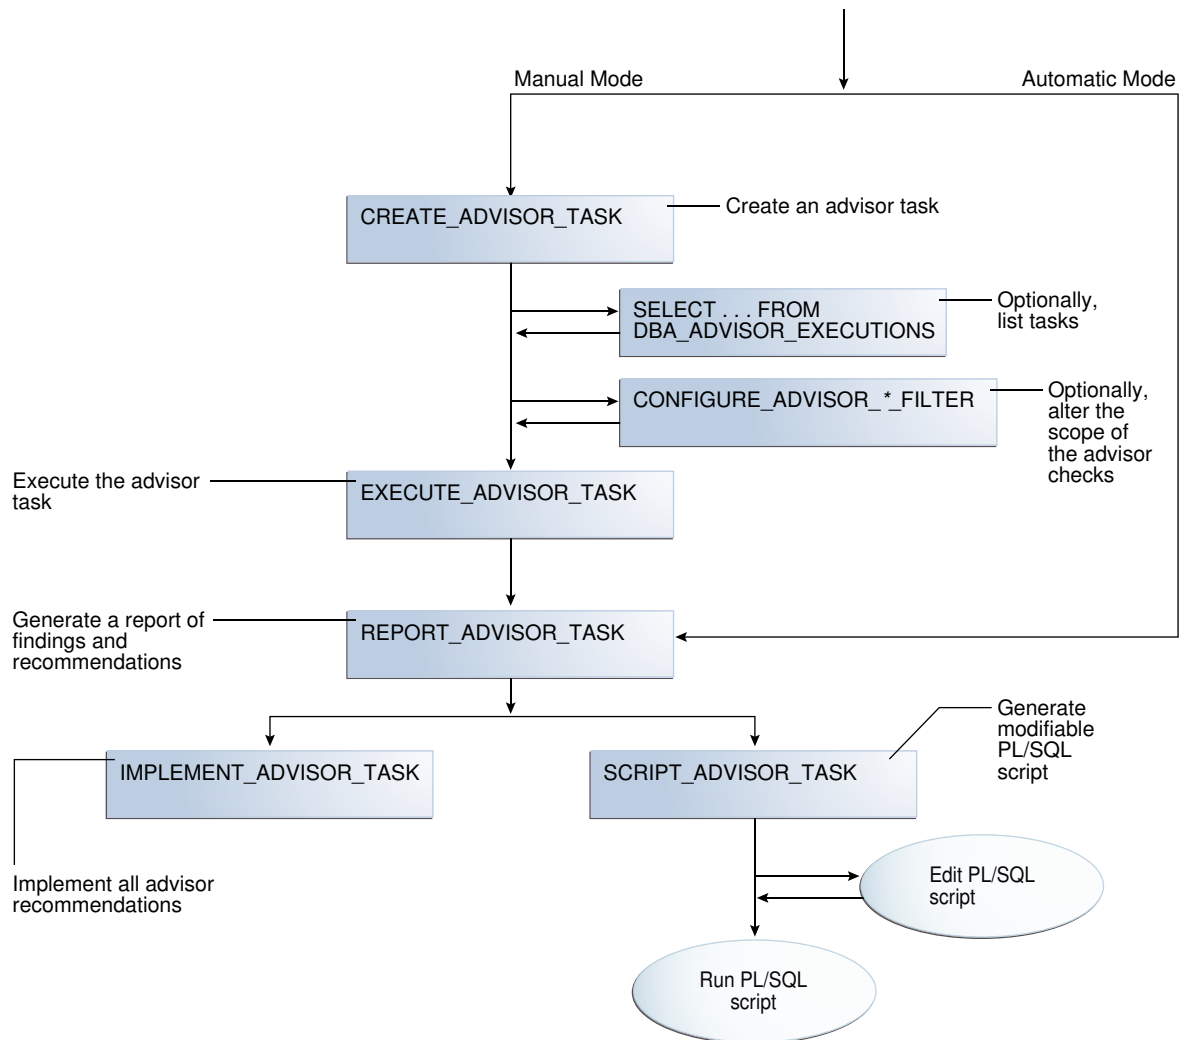 Manual Mode
Automatic Mode
CREATE_ADVISOR_TASK
Create an advisor task
SELECT . . . FROM
DBA_ADVISOR_EXECUTIONS
Optionally,
list tasks
CONFIGURE_ADVISOR_*_FILTER
Optionally,
alter the
scope of
the advisor
checks
Execute the advisor
task
EXECUTE_ADVISOR_TASK
Generate a report of
findings and
recommendations
REPORT_ADVISOR_TASK
IMPLEMENT_ADVISOR_TASK
SCRIPT_ADVISOR_TASK
Generate
modifiable
PL/SQL
script
Implement all advisor
recommendations
Edit PL/SQL
script
Run PL/SQL
script